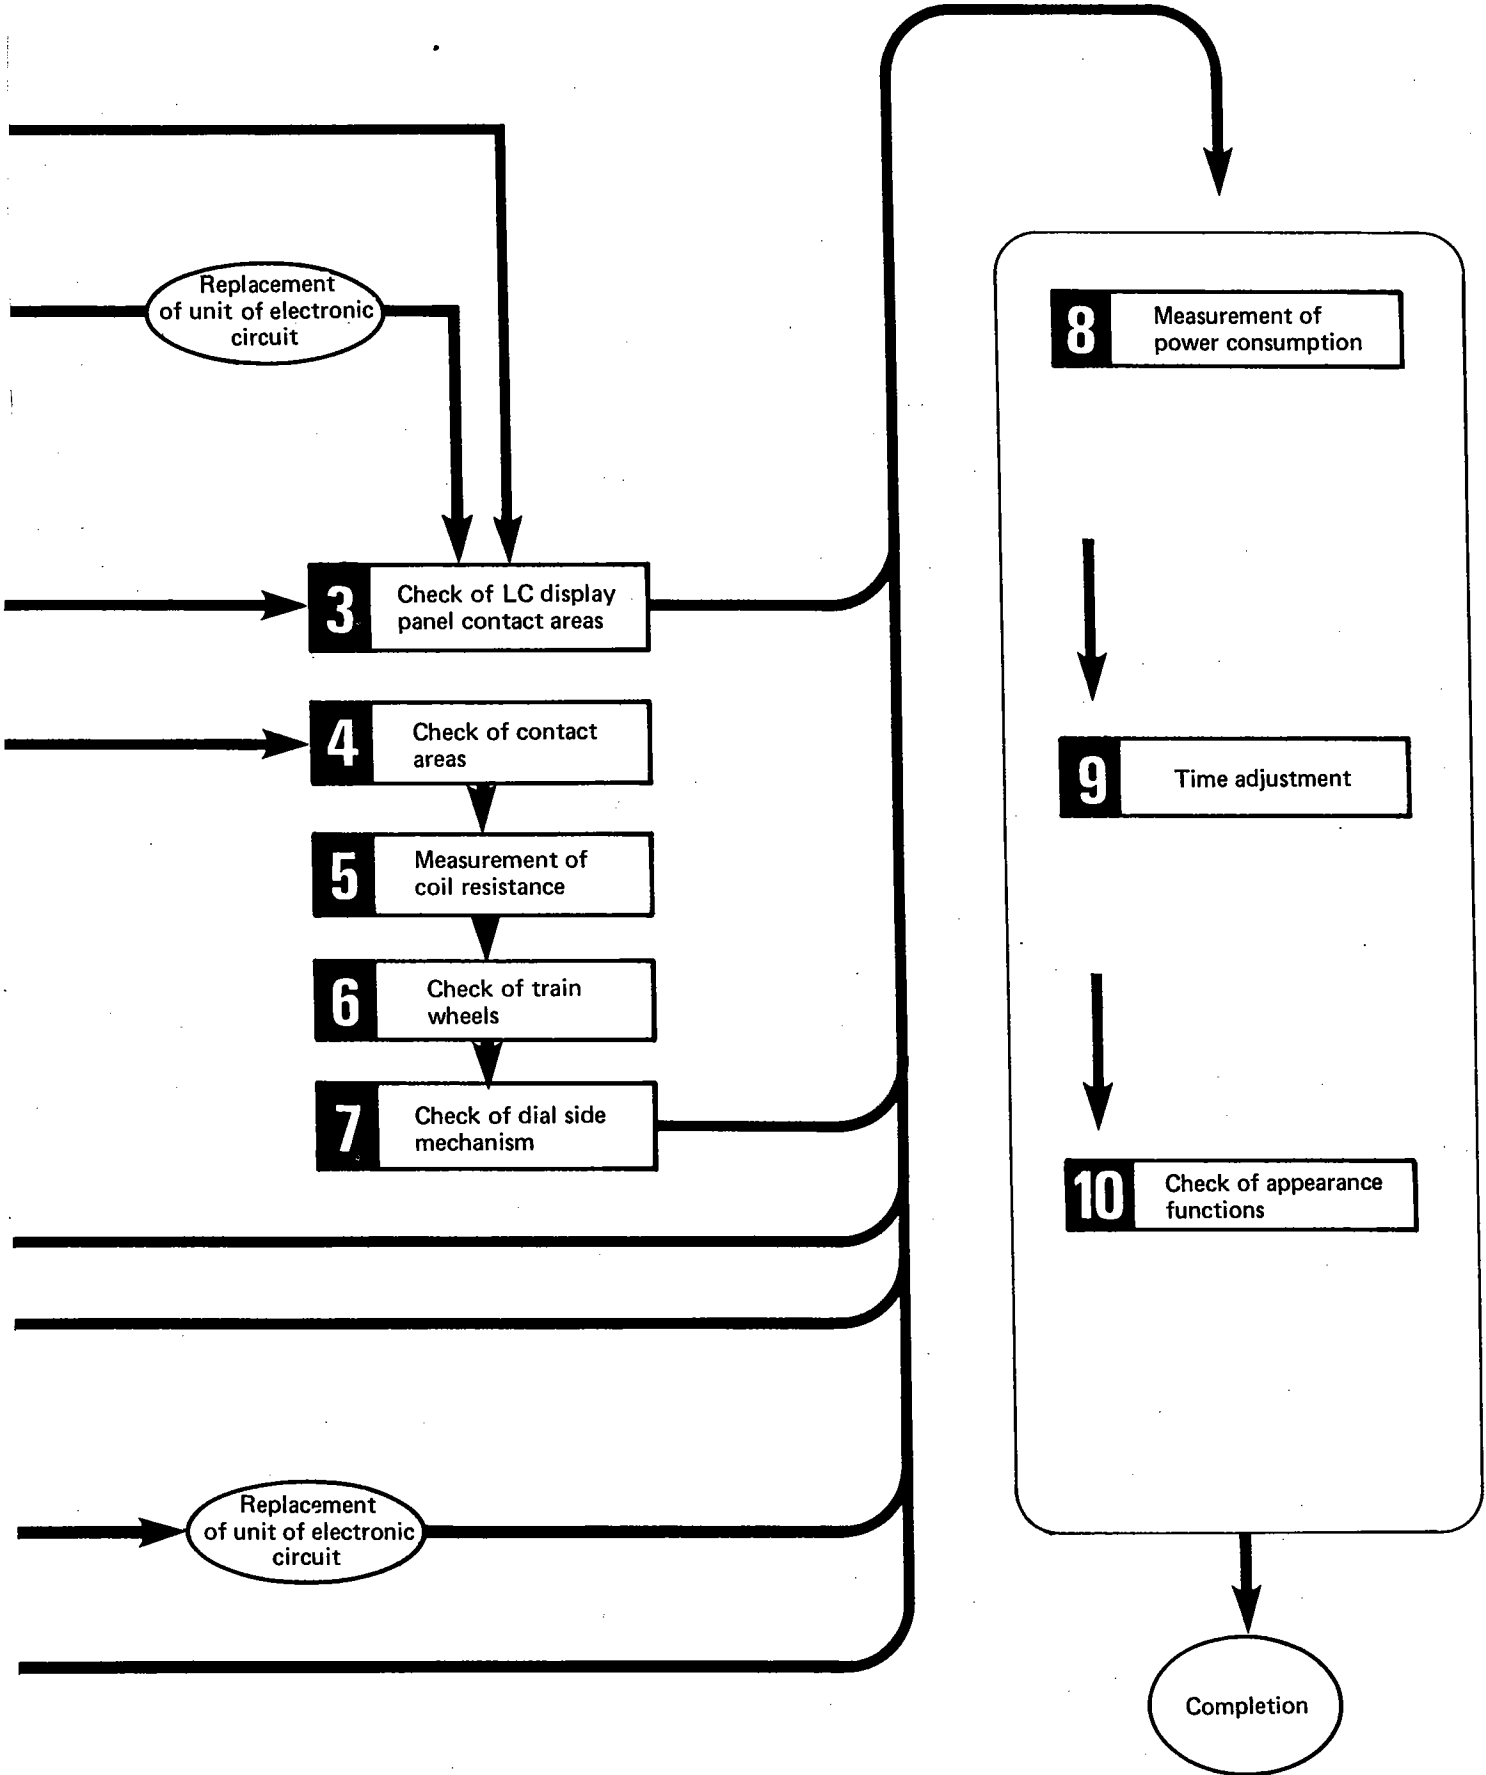 Replacement
of unit of electronic
circuit
3
Check of LC display
panel contact areas
4
Check of contact
areas
5
Measurement of
coil resistance
6
Check of train
wheels
7
Check of dial side
mechanism
Replacement
of unit of electronic
circuit
8
Measurement of
power consumption
9
Time adjustment
10
Check of appearance
functions
Completion